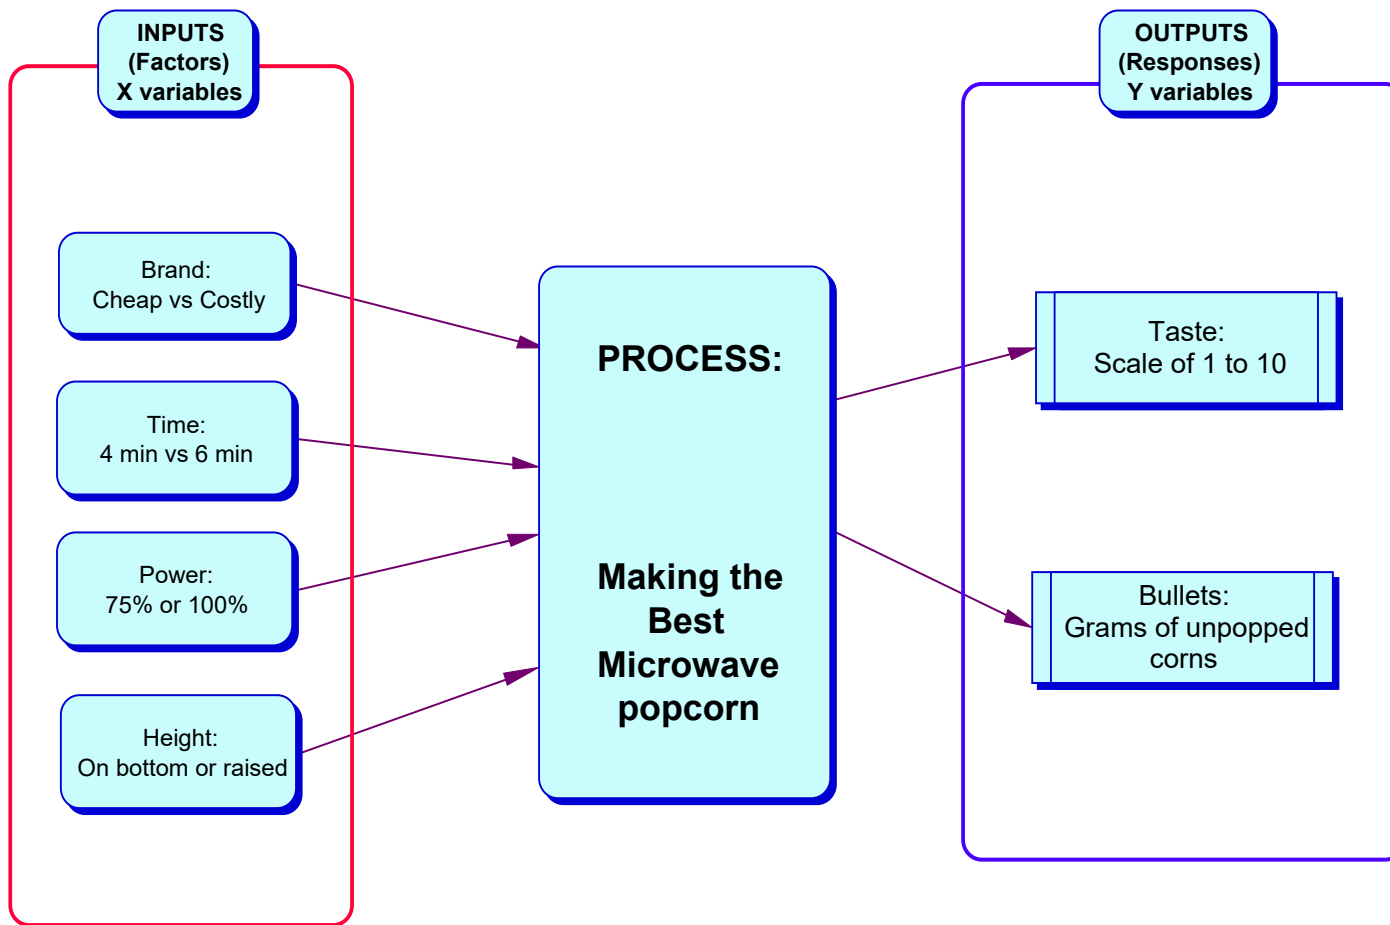 INPUTS
(Factors)
X variables
OUTPUTS
(Responses)
Y variables
Brand:
Cheap vs Costly
Time:
4 min vs 6 min
Power:
75% or 100%
Height:
On bottom or raised
PROCESS:
Making the
Best
Microwave
popcorn
Taste:
Scale of 1 to 10
Bullets:
Grams of unpopped
corns